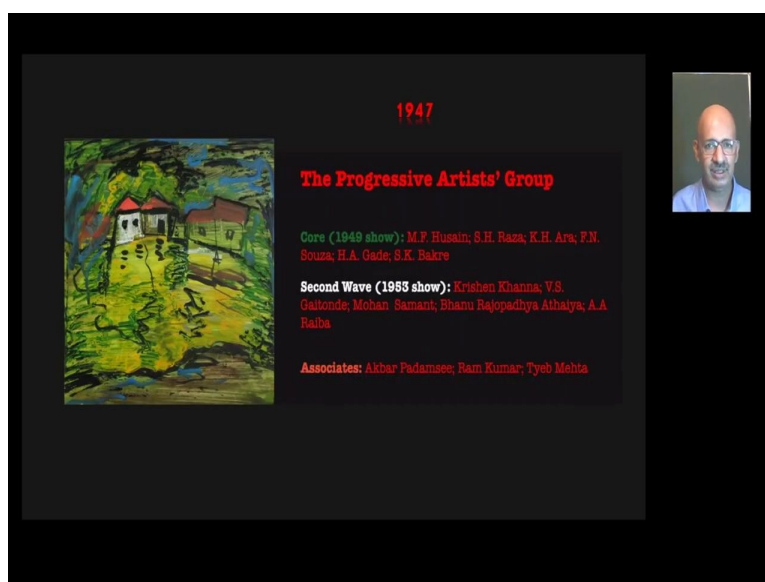 1947
The Progressive Artists' Group
Core (1949 show): M.F. Husain; S.H. Raza; K.H. Ara; F.N.
Souza; H.A. Gade; S.K. Bakre
Second Wave (1953 show): Krishen Khanna; V.S.
Gaitonde; Mohan Samant; Bhanu Rajopadhya Athaiya; A.A
Raiba
Associates: Akbar Padamsee; Ram Kumar; Tyeb Mehta